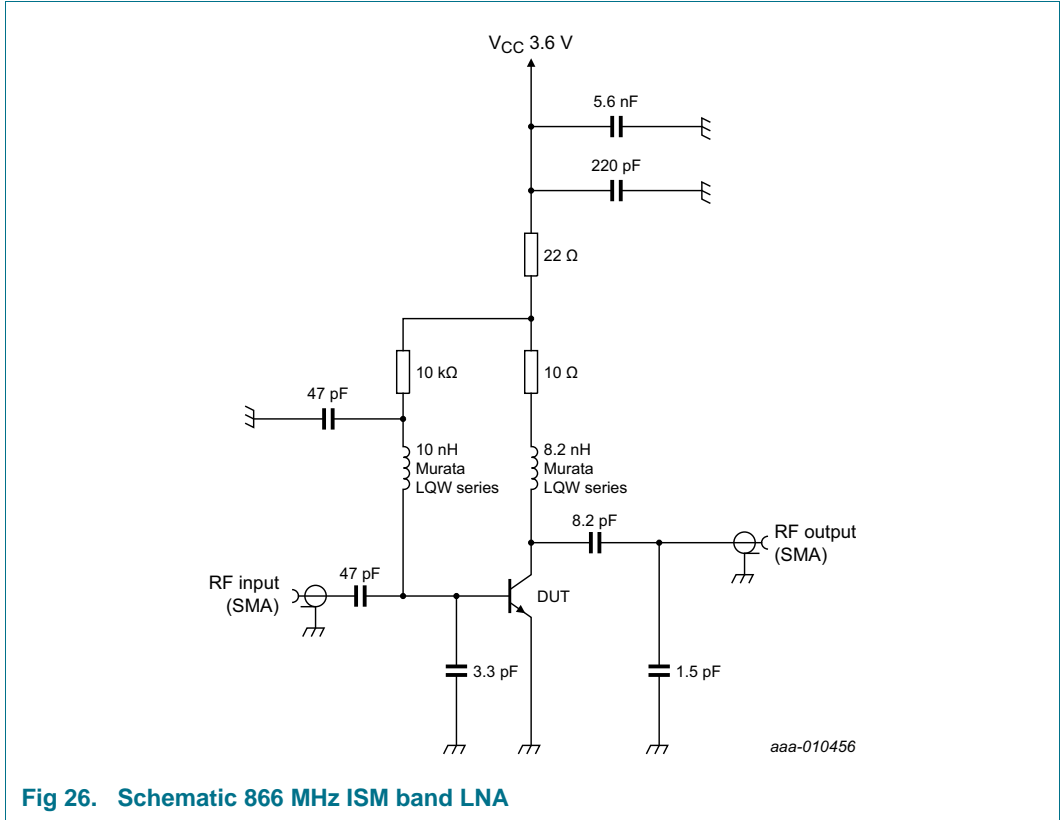 VCC 3.6 V
5.6 nF
220 pF
22 Ω
10 kΩ
10 Ω
47 pF
10 nH
Murata
LQW series
8.2 nH
Murata
LQW series
8.2 pF
RF output
(SMA)
RF input
(SMA)
47 pF
DUT
3.3 pF
1.5 pF
aaa-010456
Fig 26. Schematic 866 MHz ISM band LNA